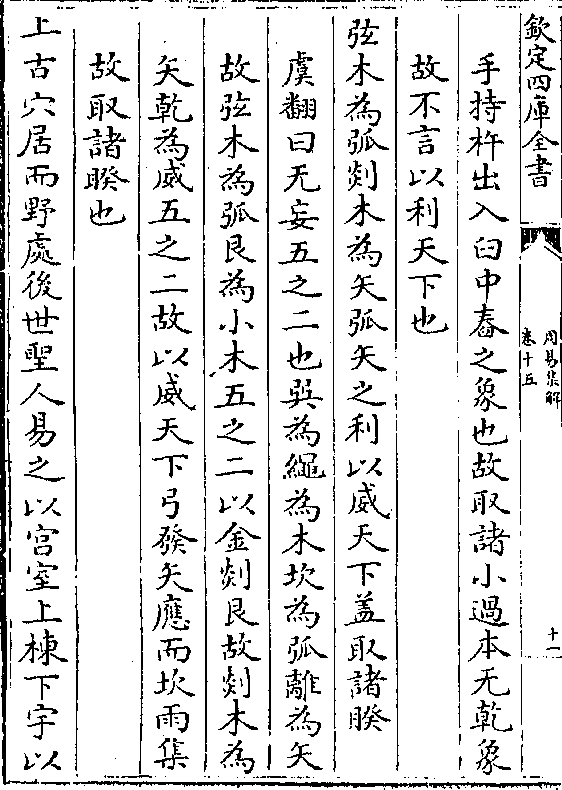 欽定四庫全書
周易集解
卷十五
十一
手持杵出入臼中舂之象也故取諸小過本无乾象
故不言以利天下也
弦木為弧剡木為矢弧矢之利以威天下盖取諸睽
虞翻曰无妄五之二也巽為繩為木坎為弧離為矢
故弦木為弧艮為小木五之二以金剡艮故剡木為
矢乾為威五之二故以威天下弓發矢應而坎雨集
故取諸睽也
上古穴居而野處後世聖人易之以宫室上棟下宇以